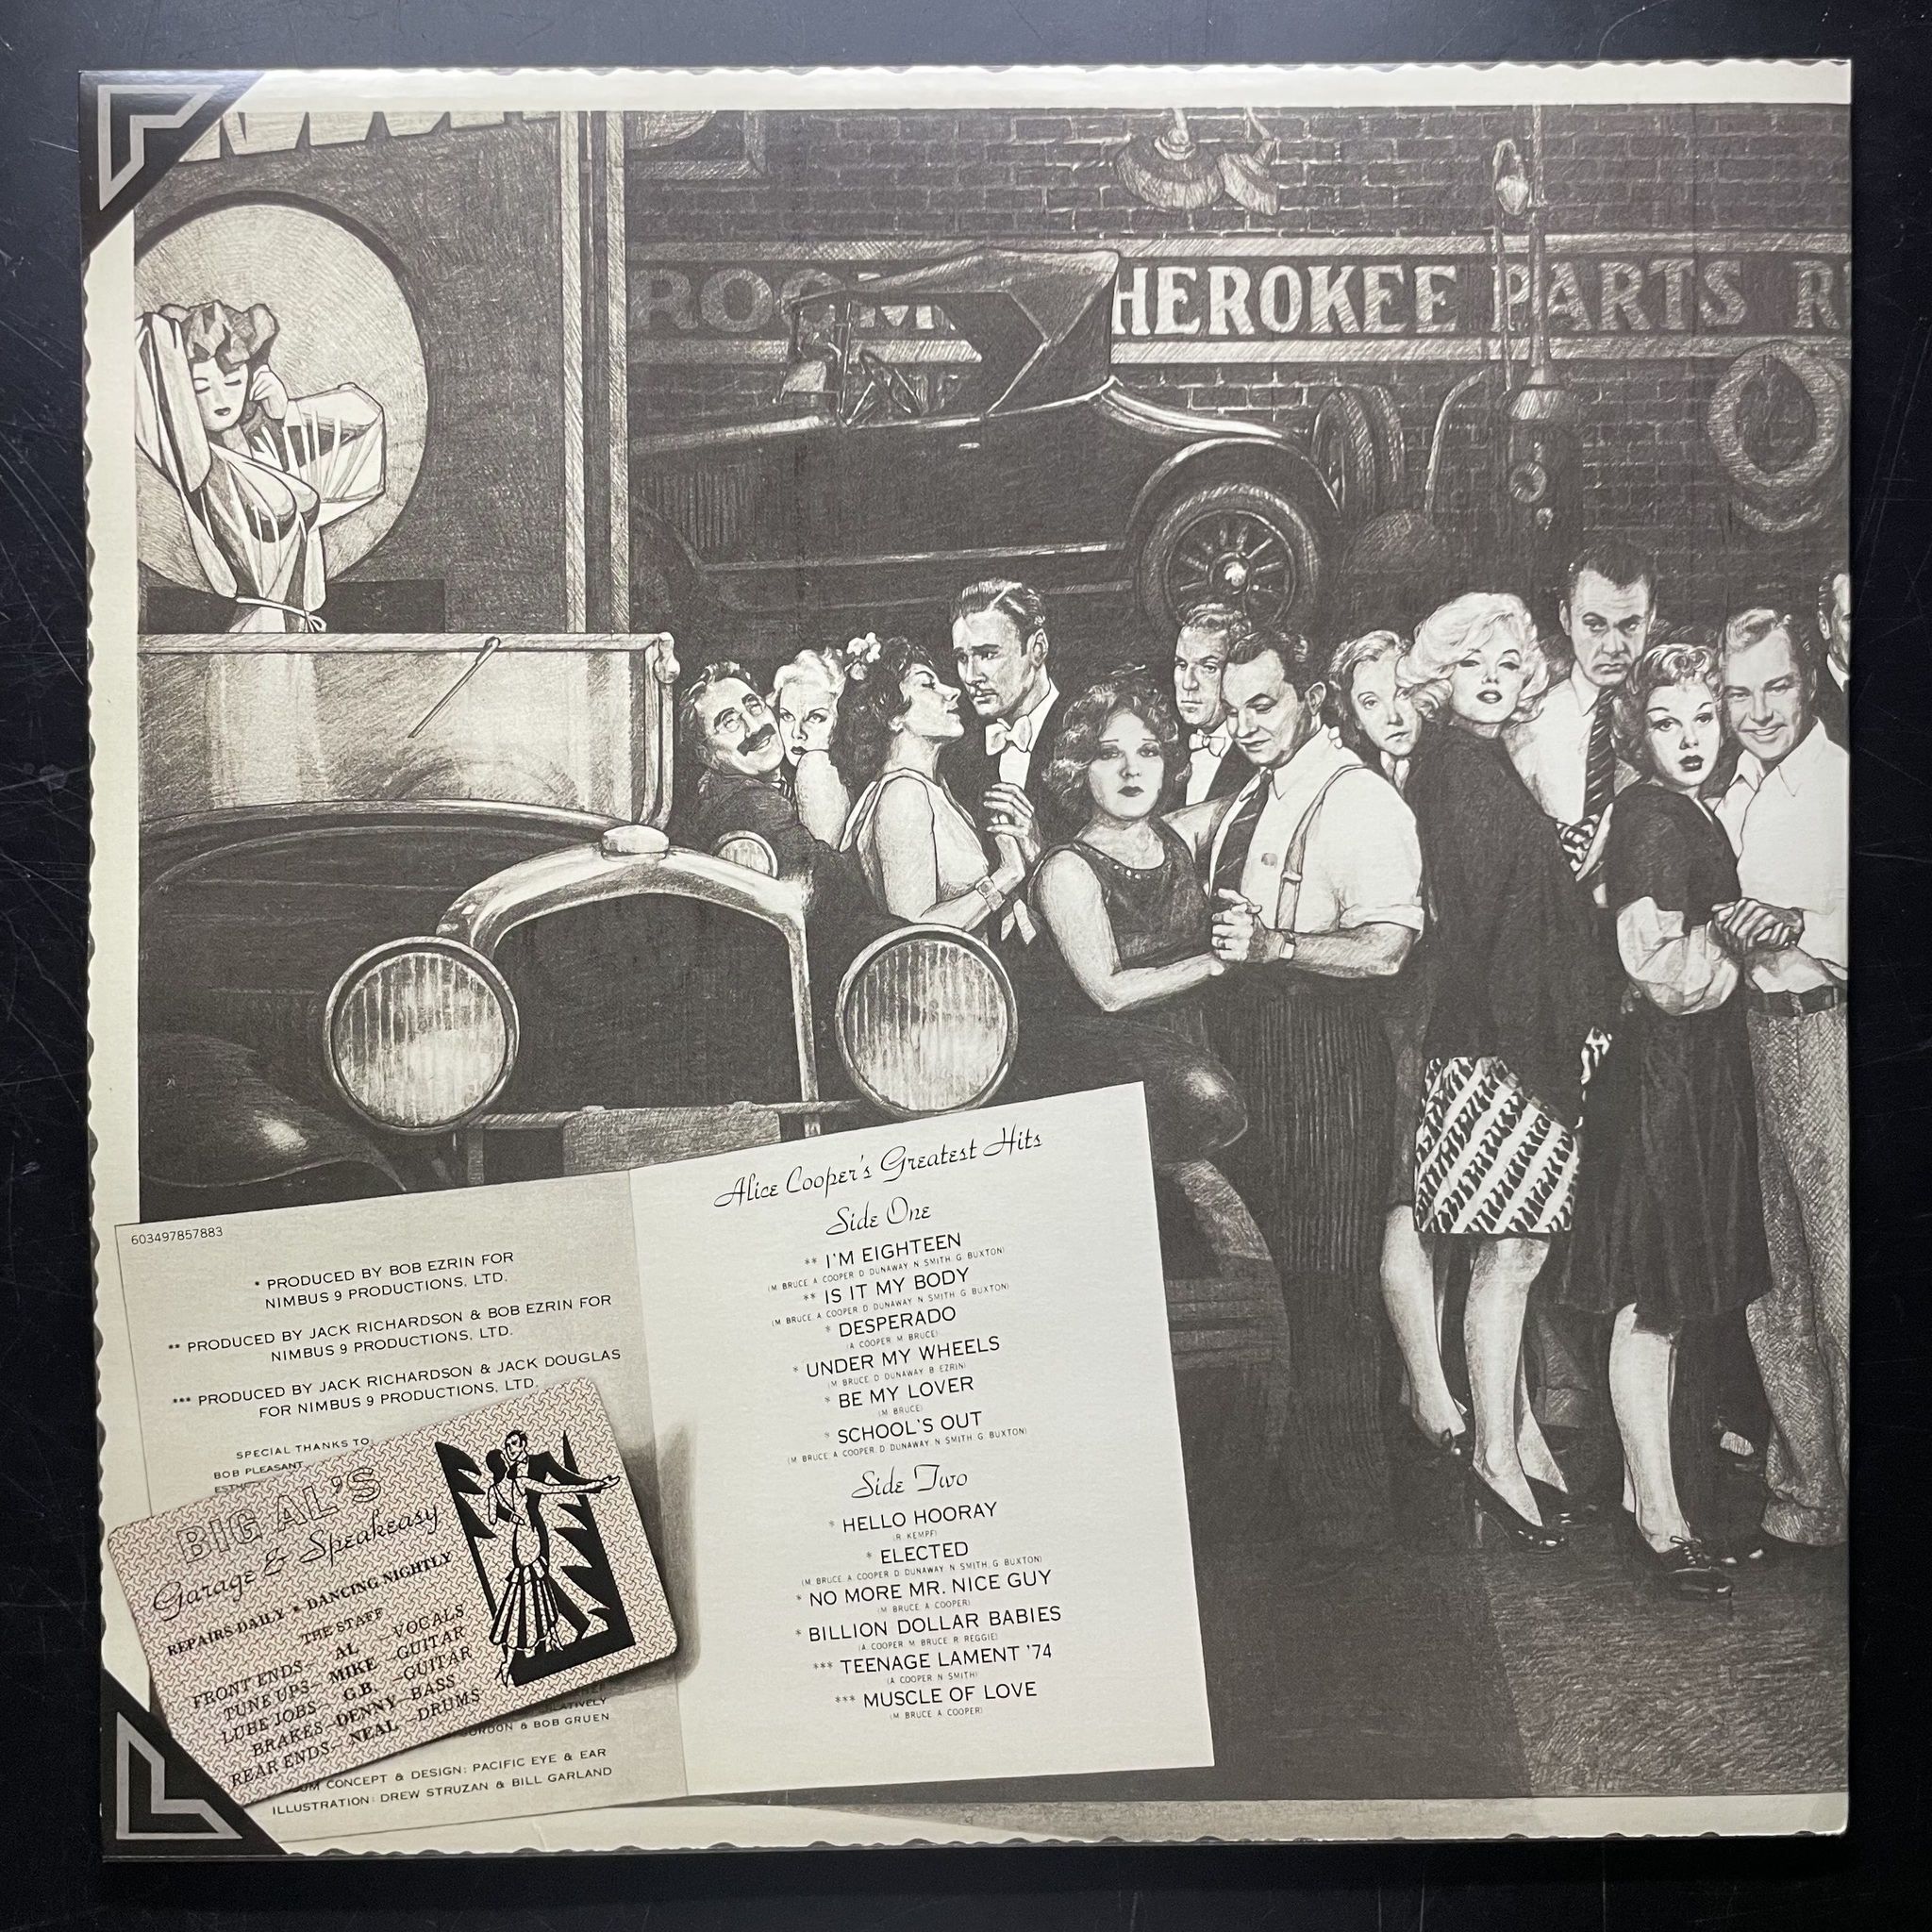 ROOM
HEROKEE PARTS R
603497857883
* PRODUCED BY BOB EZRIN FOR
NIMBUS 9 PRODUCTIONS, LTD.
** PRODUCED BY JACK RICHARDSON & BOB EZRIN FOR
NIMBUS 9 PRODUCTIONS, LTD.
*** PRODUCED BY JACK RICHARDSON & JACK DOUGLAS
FOR NIMBUS 9 PRODUCTIONS, LTD.
SPECIAL THANKS TO:
BOB PLEASANT
BIG AL'S
Garage & Speakeasy
REPAIRS DAILY • DANCING NIGHTLY
THE STAFF
FRONT ENDS— AL —VOCALS
TUNE UPS— MIKE —GUITAR
LUBE JOBS— G.B. —GUITAR
BRAKES—DENNY—BASS
REAR ENDS— NEAL —DRUMS
& BOB GRUEN
CONCEPT & DESIGN: PACIFIC EYE & EAR
ILLUSTRATION: DREW STRUZAN & BILL GARLAND
Alice Cooper's Greatest Hits
Side One
** I'M EIGHTEEN
(M BRUCE A COOPER D DUNAWAY N SMITH G BUXTON)
** IS IT MY BODY
(M BRUCE A COOPER D DUNAWAY N SMITH G BUXTON)
* DESPERADO
(A COOPER M BRUCE)
* UNDER MY WHEELS
(M BRUCE D DUNAWAY B EZRIN)
* BE MY LOVER
(M BRUCE)
* SCHOOL'S OUT
(M BRUCE A COOPER D DUNAWAY N SMITH G BUXTON)
Side Two
* HELLO HOORAY
(R KEMPF)
* ELECTED
(M BRUCE A COOPER D DUNAWAY N SMITH G BUXTON)
* NO MORE MR. NICE GUY
(M BRUCE A COOPER)
* BILLION DOLLAR BABIES
(A COOPER M BRUCE R REGGIE)
*** TEENAGE LAMENT '74
(A COOPER N SMITH)
*** MUSCLE OF LOVE
(M BRUCE A COOPER)